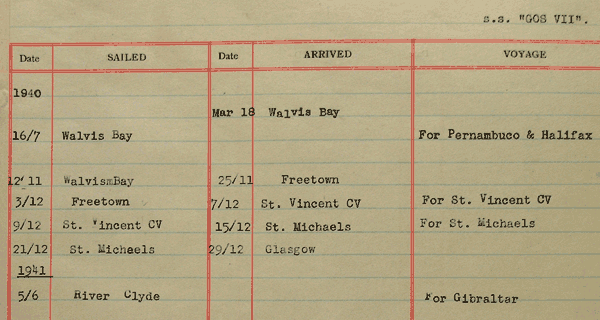 s.s. "GOS VII".
Date SAILED Date ARRIVED VOYAGE
1940
Mar 18 Walvis Bay
16/7 Walvis Bay For Pernambuco & Halifax
12/11 WalvismBay 25/11 Freetown
3/12 Freetown 7/12 St. Vincent CV For St. Vincent CV
9/12 St. Vincent CV 15/12 St. Michaels For St. Michaels
21/12 St. Michaels 29/12 Glasgow
1941
5/6 River Clyde For Gibraltar